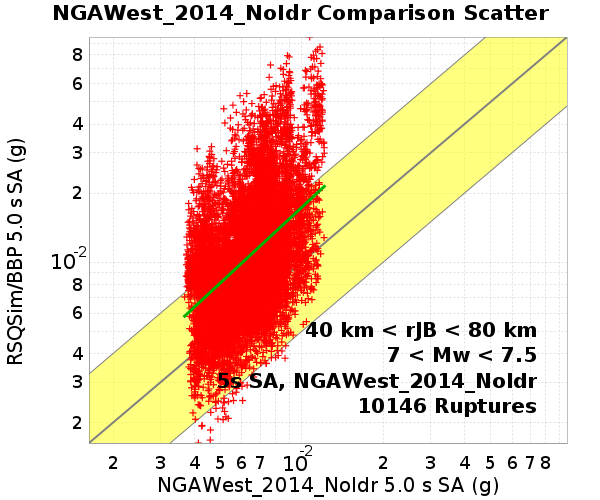 NGAWest_2014_NoIdr Comparison Scatter
RSQSim/BBP 5.0 s SA (g)
8
6
4
3
2
10-2
8
6
4
3
2
40 km < rJB < 80 km
7 < Mw < 7.5
5s SA, NGAWest_2014_NoIdr
10146 Ruptures
2 3 4 5 6 7 10-2 2 3 4 5 6 7 8
NGAWest_2014_NoIdr 5.0 s SA (g)